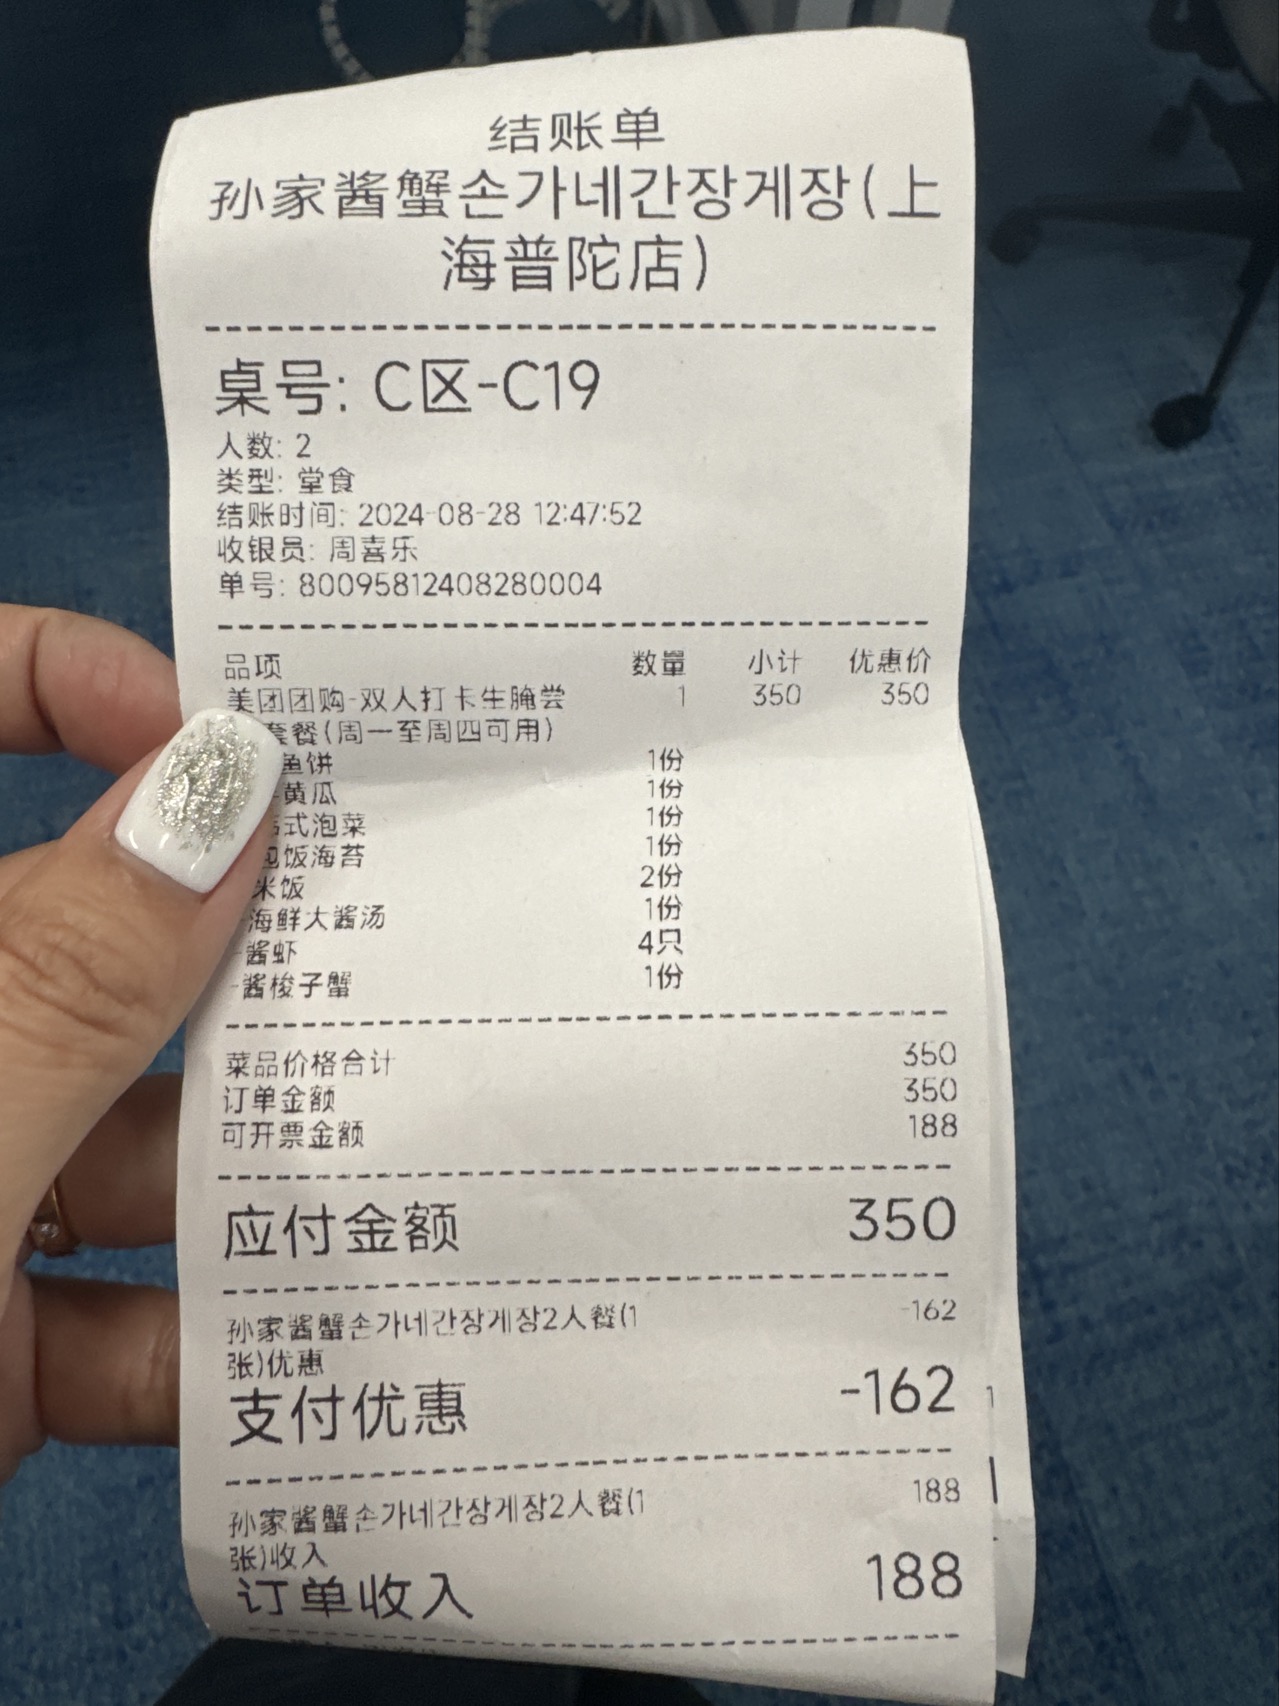 结账单
孙家酱蟹손가네간장게장(上
海普陀店)
桌号: C区-C19
人数: 2
类型: 堂食
结账时间: 2024-08-28 12:47:52
收银员: 周喜乐
单号: 80095812408280004
品项 数量 小计 优惠价
美团团购-双人打卡生腌尝 1 350 350
套餐(周一至周四可用)
鱼饼 1份
黄瓜 1份
式泡菜 1份
包饭海苔 1份
米饭 2份
-海鲜大酱汤 1份
-酱虾 4只
-酱梭子蟹 1份
菜品价格合计 350
订单金额 350
可开票金额 188
应付金额 350
孙家酱蟹손가네간장게장2人餐(1 -162
张)优惠
支付优惠 -162
孙家酱蟹손가네간장게장2人餐(1 188
张)收入
订单收入 188